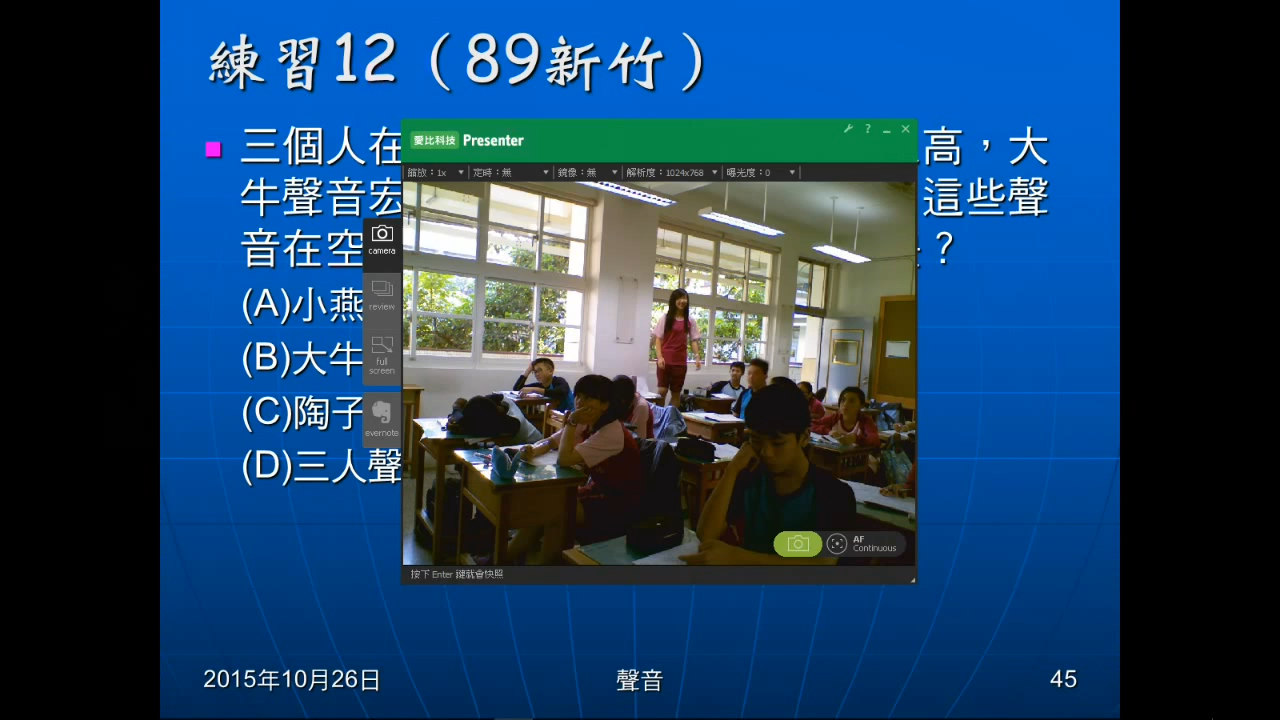 練習12（89新竹）
三個人在
高，大
牛聲音宏
這些聲
音在空
？
(A)小燕
(B)大牛
(C)陶子
(D)三人聲
愛比科技 Presenter
縮放：1x 定時：無 鏡像：無 解析度：1024x768 曝光度：0
camera
review
full
screen
evernote
AF
Continuous
按下 Enter 鍵就會快照
2015年10月26日
聲音
45